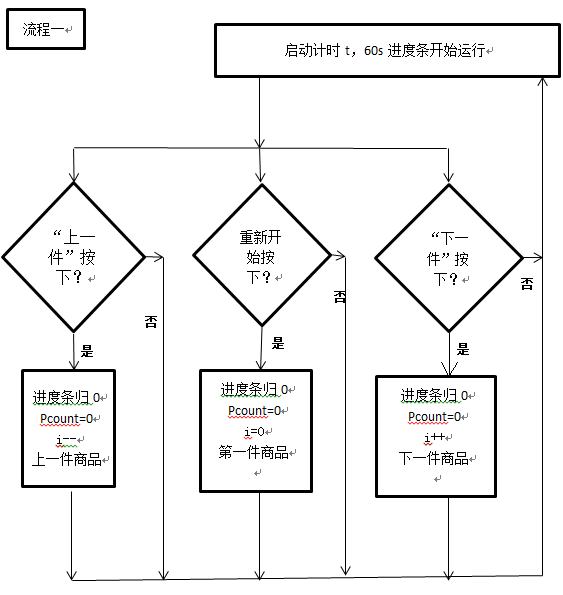 流程一
启动计时 t，60s 进度条开始运行
“上一
件”按
下？
重新开
始按
下？
“下一
件”按
下？
否
否
否
是
是
是
进度条归 0
Pcount=0
i--
上一件商品
进度条归 0
Pcount=0
i=0
第一件商品
进度条归 0
Pcount=0
i++
下一件商品